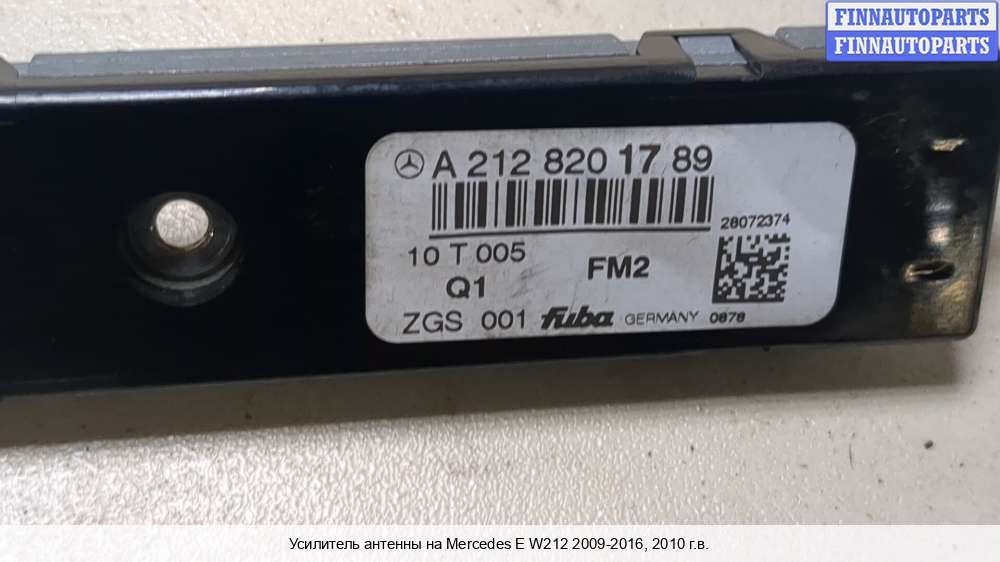 FINNAUTOPARTS
FINNAUTOPARTS
A 212 820 17 89
28072374
10 T 005
Q1
FM2
ZGS 001 fuba GERMANY 0878
Усилитель антенны на Mercedes E W212 2009-2016, 2010 г.в.